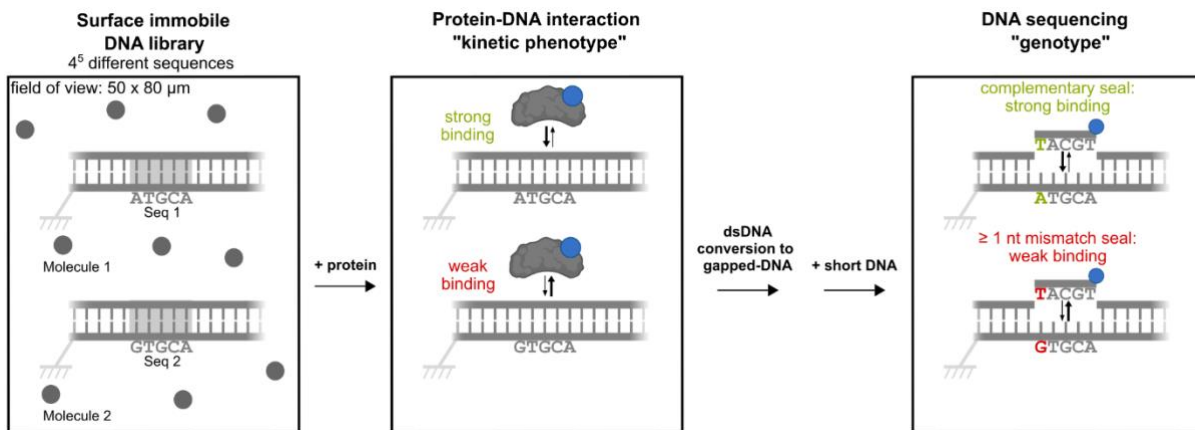 Surface immobile
DNA library
4⁵ different sequences
field of view: 50 x 80 µm
ATGCA
Seq 1
Molecule 1
GTGCA
Seq 2
Molecule 2
+ protein
Protein-DNA interaction
"kinetic phenotype"
strong
binding
ATGCA
weak
binding
GTGCA
dsDNA
conversion to
gapped-DNA
+ short DNA
DNA sequencing
"genotype"
complementary seal:
strong binding
TACGT
ATGCA
≥ 1 nt mismatch seal:
weak binding
TACGT
GTGCA